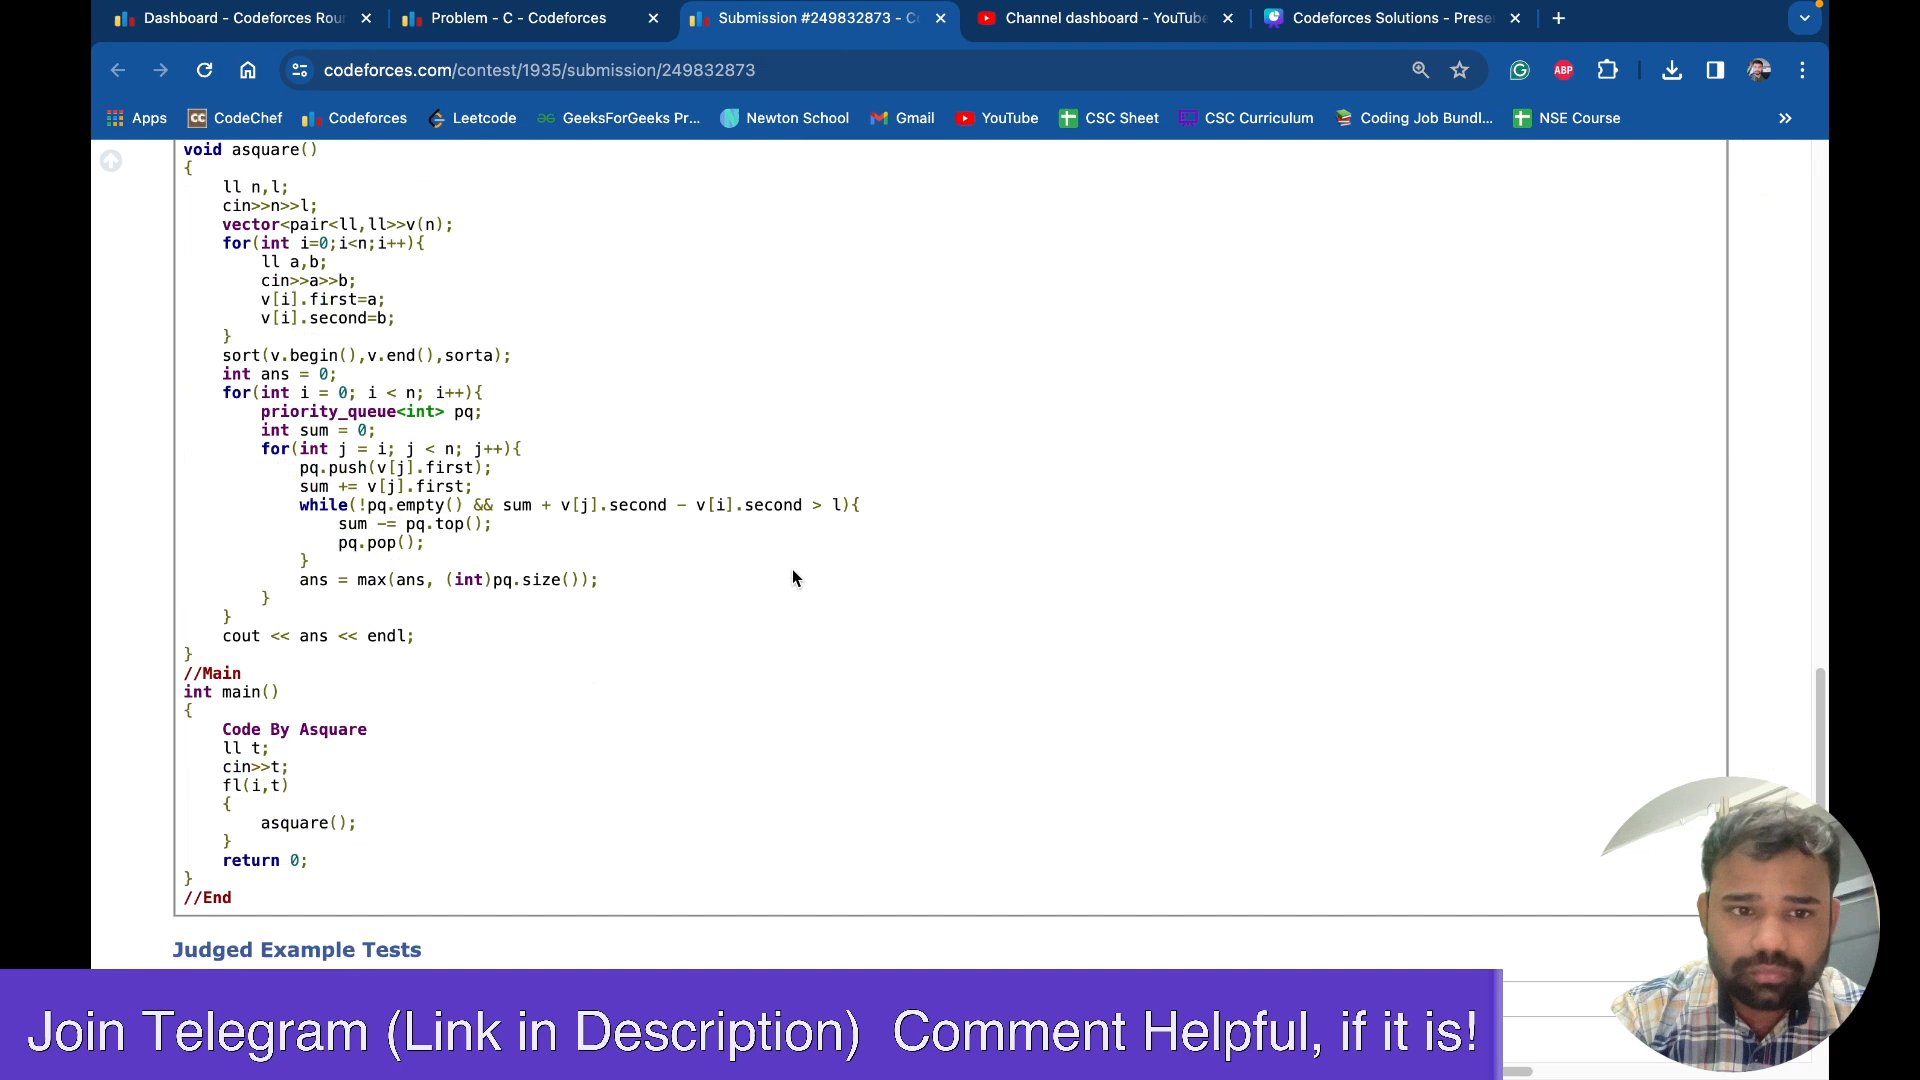 Dashboard - Codeforces Rou
Problem - C - Codeforces
Submission #249832873 - C
Channel dashboard - YouTube
Codeforces Solutions - Prese
codeforces.com/contest/1935/submission/249832873
ABP
Apps
CC
CodeChef
Codeforces
Leetcode
GeeksForGeeks Pr...
Newton School
Gmail
YouTube
CSC Sheet
CSC Curriculum
Coding Job Bundl...
NSE Course
void asquare()
{
ll n,l;
cin>>n>>l;
vector<pair<ll,ll>>v(n);
for(int i=0;i<n;i++){
ll a,b;
cin>>a>>b;
v[i].first=a;
v[i].second=b;
}
sort(v.begin(),v.end(),sorta);
int ans = 0;
for(int i = 0; i < n; i++){
priority_queue<int> pq;
int sum = 0;
for(int j = i; j < n; j++){
pq.push(v[j].first);
sum += v[j].first;
while(!pq.empty() && sum + v[j].second - v[i].second > l){
sum -= pq.top();
pq.pop();
}
ans = max(ans, (int)pq.size());
}
}
cout << ans << endl;
}
//Main
int main()
{
Code By Asquare
ll t;
cin>>t;
fl(i,t)
{
asquare();
}
return 0;
}
//End
Judged Example Tests
Join Telegram (Link in Description) Comment Helpful, if it is!